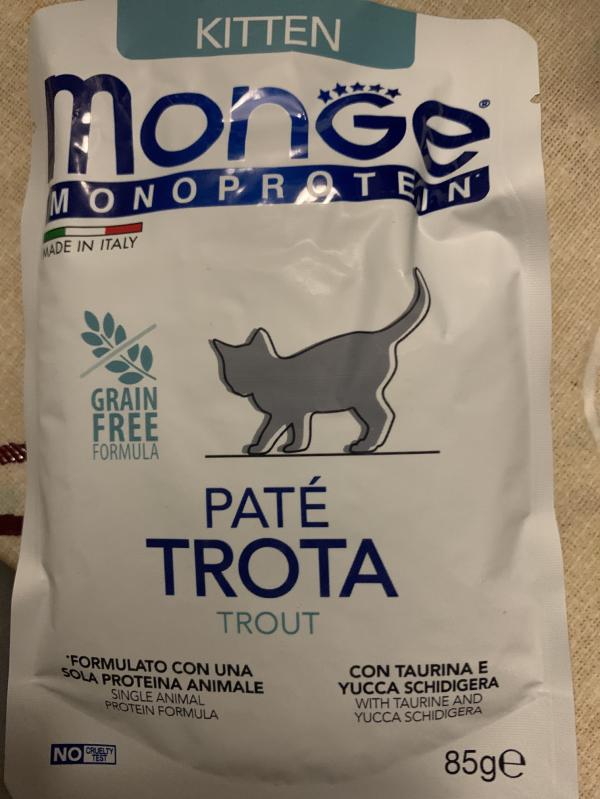 KITTEN
MONGE®
MONOPROTEIN*
MADE IN ITALY
GRAIN
FREE
FORMULA
PATÉ
TROTA
TROUT
*FORMULATO CON UNA
SOLA PROTEINA ANIMALE
SINGLE ANIMAL
PROTEIN FORMULA
CON TAURINA E
YUCCA SCHIDIGERA
WITH TAURINE AND
YUCCA SCHIDIGERA
NO CRUELTY
TEST
85g℮